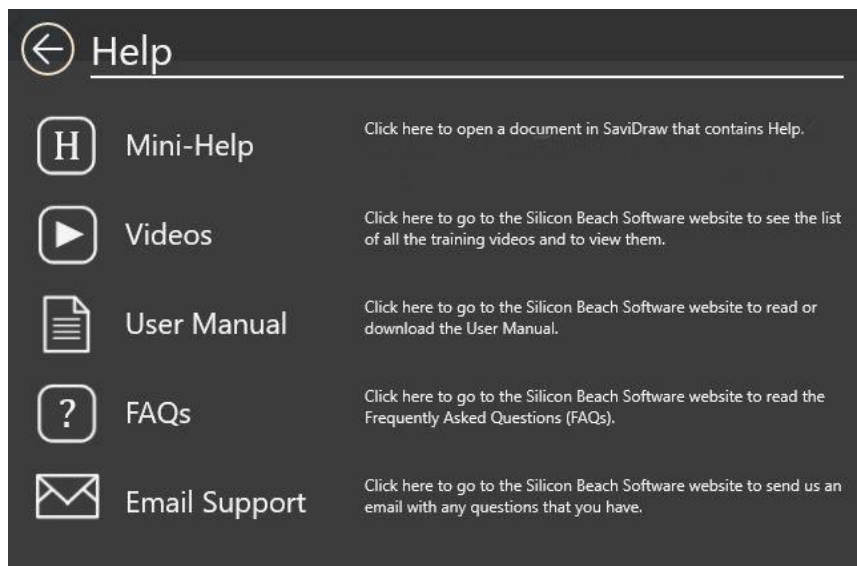 Help
H
Mini-Help
Click here to open a document in SaviDraw that contains Help.
Videos
Click here to go to the Silicon Beach Software website to see the list
of all the training videos and to view them.
User Manual
Click here to go to the Silicon Beach Software website to read or
download the User Manual.
?
FAQs
Click here to go to the Silicon Beach Software website to read the
Frequently Asked Questions (FAQs).
Email Support
Click here to go to the Silicon Beach Software website to send us an
email with any questions that you have.